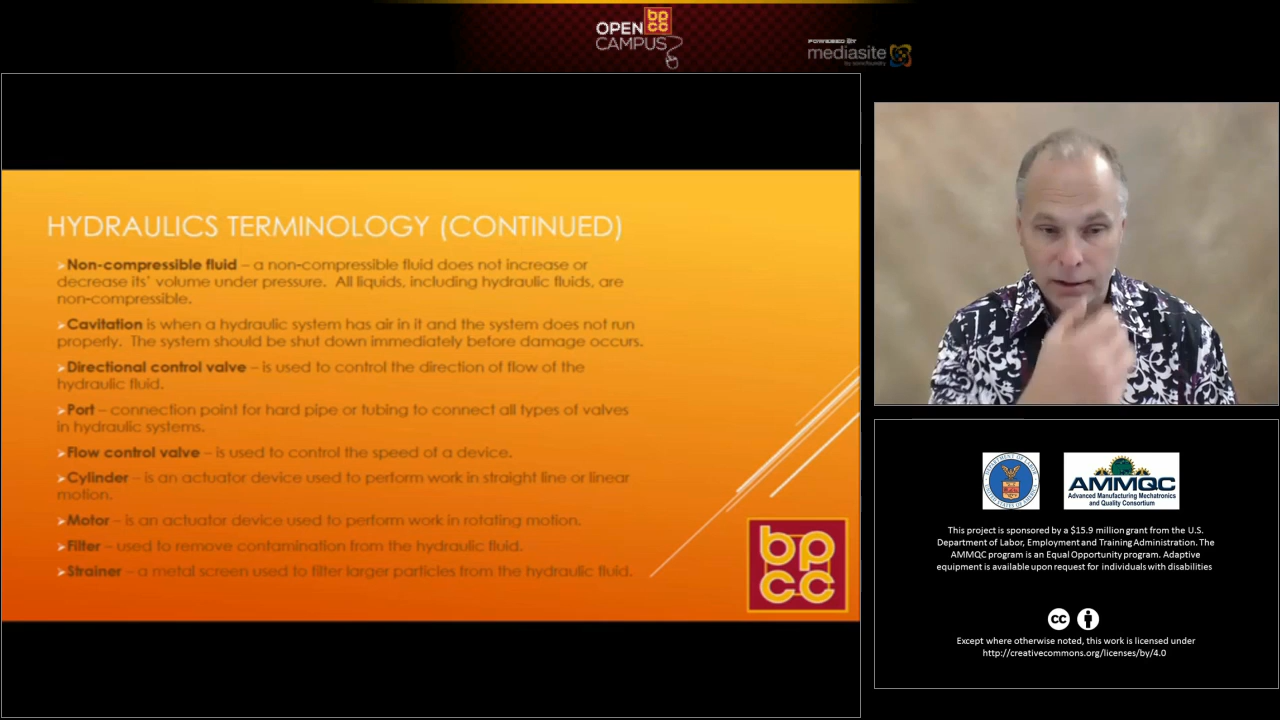 OPEN bp cc
CAMPUS
POWERED BY
mediasite
by sonicfoundry
HYDRAULICS TERMINOLOGY (CONTINUED)
➢Non-compressible fluid – a non-compressible fluid does not increase or
decrease its' volume under pressure. All liquids, including hydraulic fluids, are
non-compressible.
➢Cavitation is when a hydraulic system has air in it and the system does not run
properly. The system should be shut down immediately before damage occurs.
➢Directional control valve – is used to control the direction of flow of the
hydraulic fluid.
➢Port – connection point for hard pipe or tubing to connect all types of valves
in hydraulic systems.
➢Flow control valve – is used to control the speed of a device.
➢Cylinder – is an actuator device used to perform work in straight line or linear
motion.
➢Motor – is an actuator device used to perform work in rotating motion.
➢Filter – used to remove contamination from the hydraulic fluid.
➢Strainer – a metal screen used to filter larger particles from the hydraulic fluid.
bp
cc
AMMQC
Advanced Manufacturing Mechatronics
and Quality Consortium
This project is sponsored by a $15.9 million grant from the U.S.
Department of Labor, Employment and Training Administration. The
AMMQC program is an Equal Opportunity program. Adaptive
equipment is available upon request for individuals with disabilities
cc
Except where otherwise noted, this work is licensed under
http://creativecommons.org/licenses/by/4.0